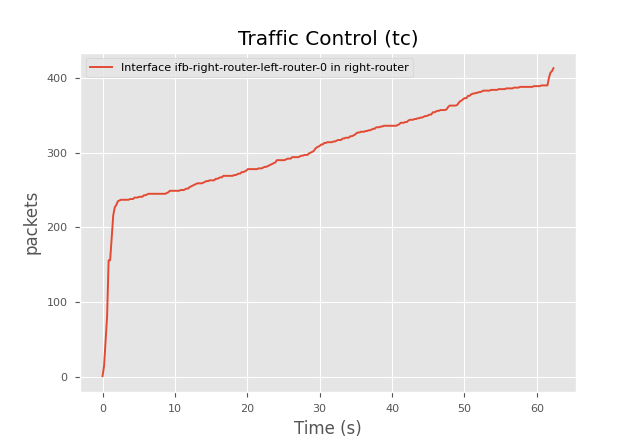 Traffic Control (tc)
Interface ifb-right-router-left-router-0 in right-router
400
300
200
100
0
packets
0 10 20 30 40 50 60
Time (s)